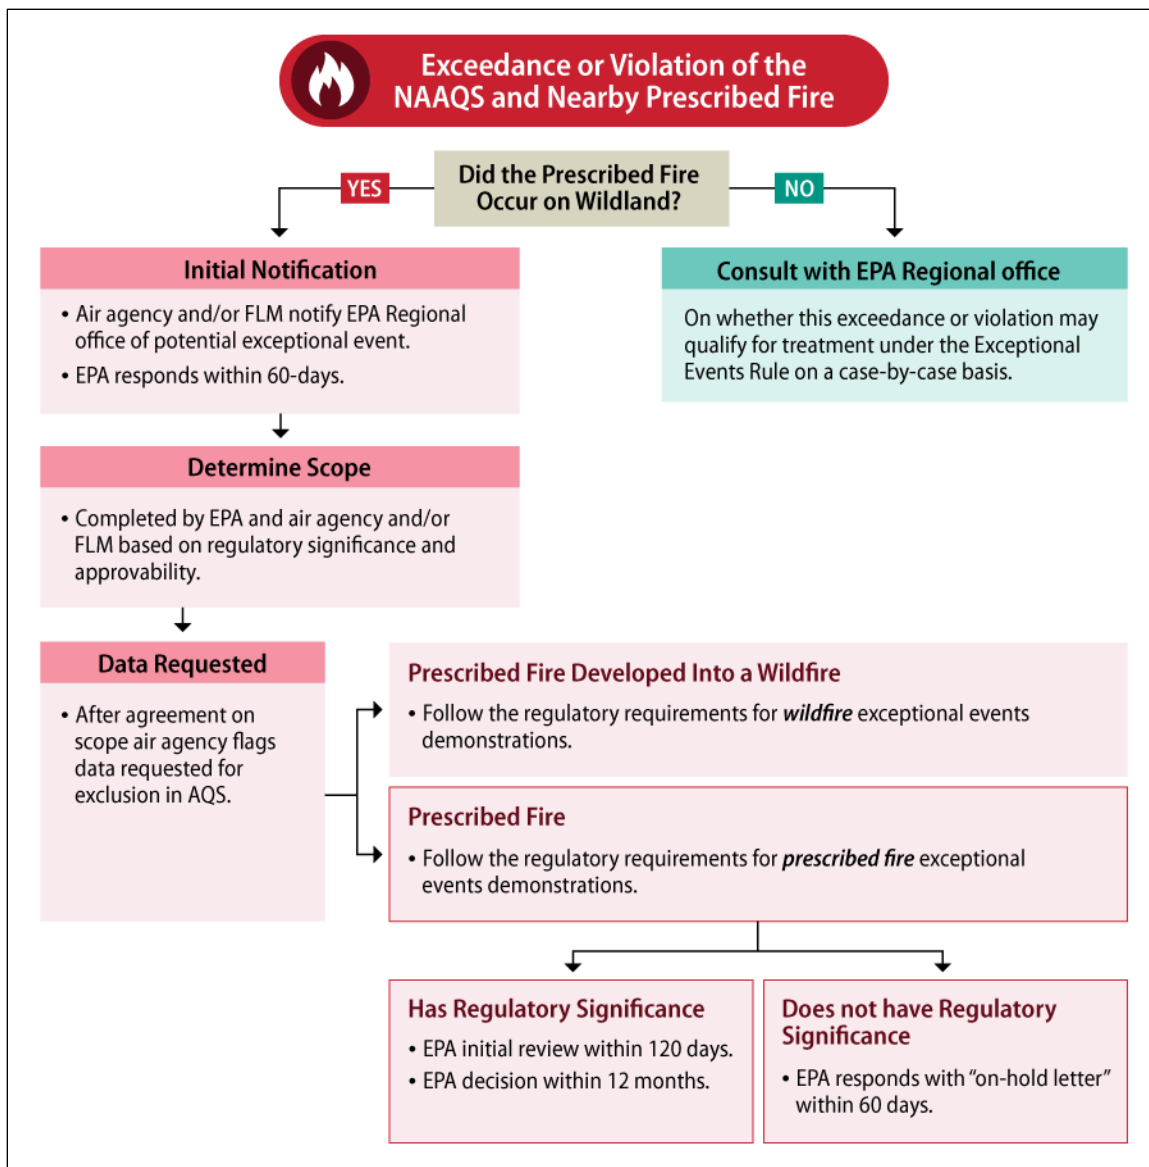 Exceedance or Violation of the
NAAQS and Nearby Prescribed Fire
Did the Prescribed Fire
Occur on Wildland?
YES
NO
Initial Notification
• Air agency and/or FLM notify EPA Regional
office of potential exceptional event.
• EPA responds within 60-days.
Consult with EPA Regional office
On whether this exceedance or violation may
qualify for treatment under the Exceptional
Events Rule on a case-by-case basis.
Determine Scope
• Completed by EPA and air agency and/or
FLM based on regulatory significance and
approvability.
Data Requested
• After agreement on
scope air agency flags
data requested for
exclusion in AQS.
Prescribed Fire Developed Into a Wildfire
• Follow the regulatory requirements for wildfire exceptional events
demonstrations.
Prescribed Fire
• Follow the regulatory requirements for prescribed fire exceptional
events demonstrations.
Has Regulatory Significance
• EPA initial review within 120 days.
• EPA decision within 12 months.
Does not have Regulatory
Significance
• EPA responds with “on-hold letter”
within 60 days.